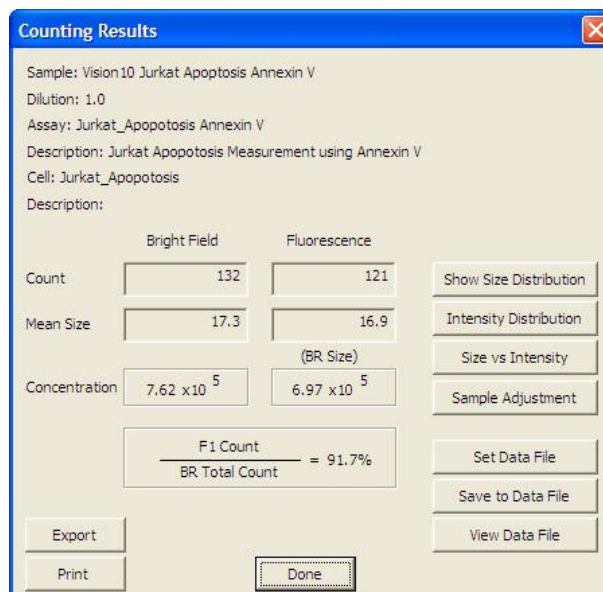 Counting Results
Sample: Vision10 Jurkat Apoptosis Annexin V
Dilution: 1.0
Assay: Jurkat_Apopotosis Annexin V
Description: Jurkat Apopotosis Measurement using Annexin V
Cell: Jurkat_Apopotosis
Description:
Bright Field Fluorescence
Count 132 121 Show Size Distribution
Mean Size 17.3 16.9 Intensity Distribution
(BR Size) Size vs Intensity
Concentration 7.62 x10 5 6.97 x10 5 Sample Adjustment
F1 Count
= 91.7%
BR Total Count
Set Data File
Save to Data File
Export View Data File
Print Done